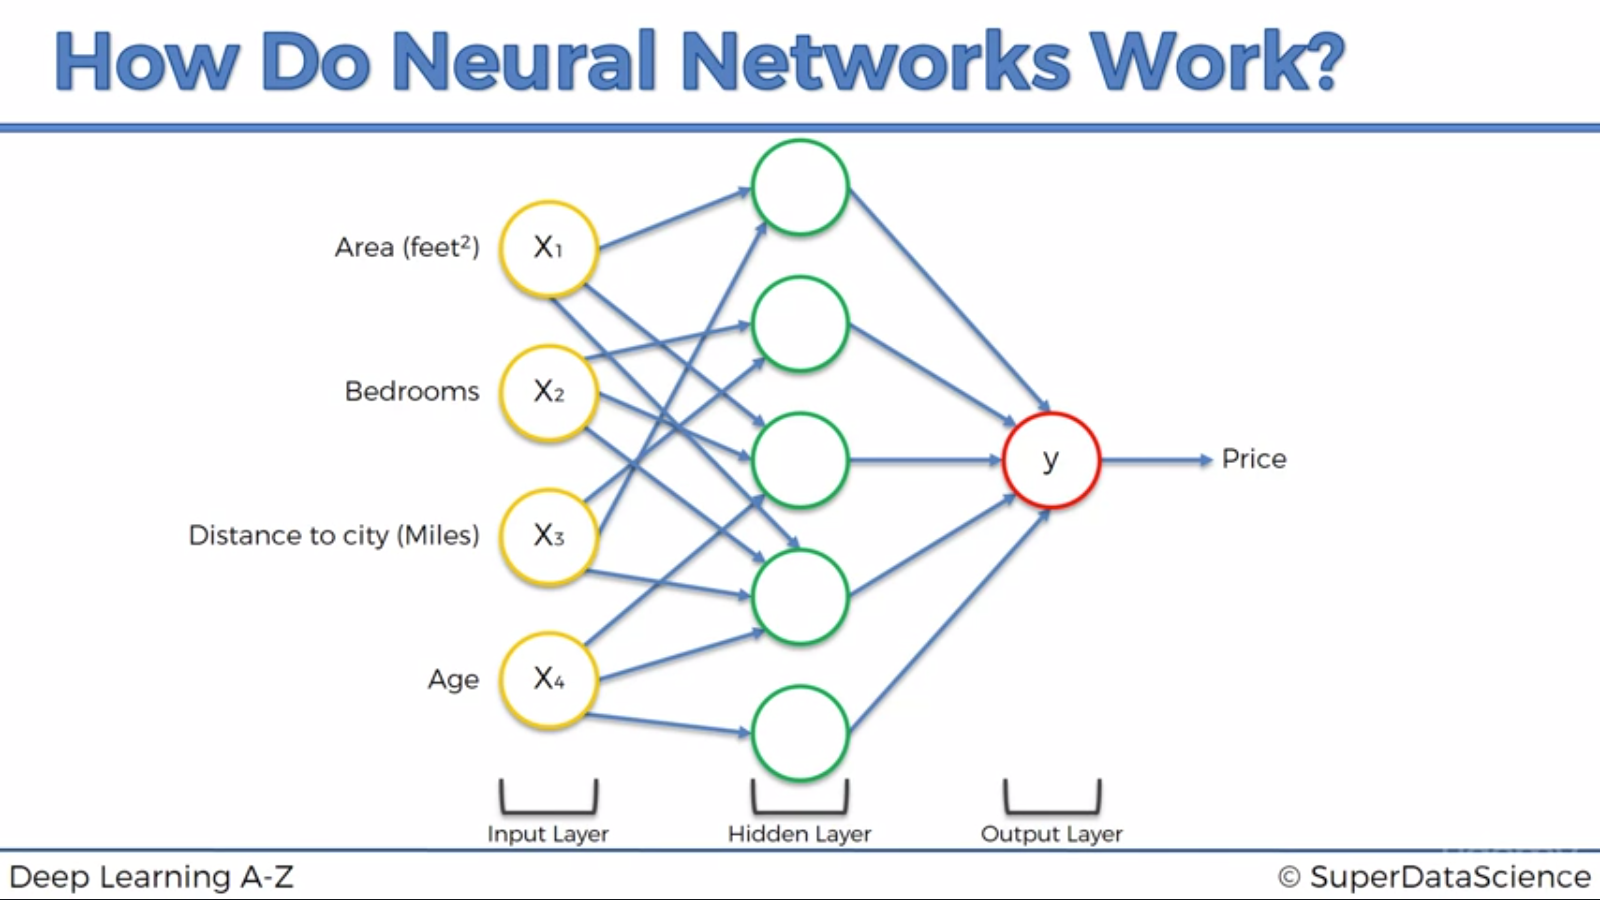 How Do Neural Networks Work?
Area (feet²)
X₁
Bedrooms
X₂
Distance to city (Miles)
X₃
Age
X₄
y
Price
Input Layer
Hidden Layer
Output Layer
Deep Learning A-Z
© SuperDataScience